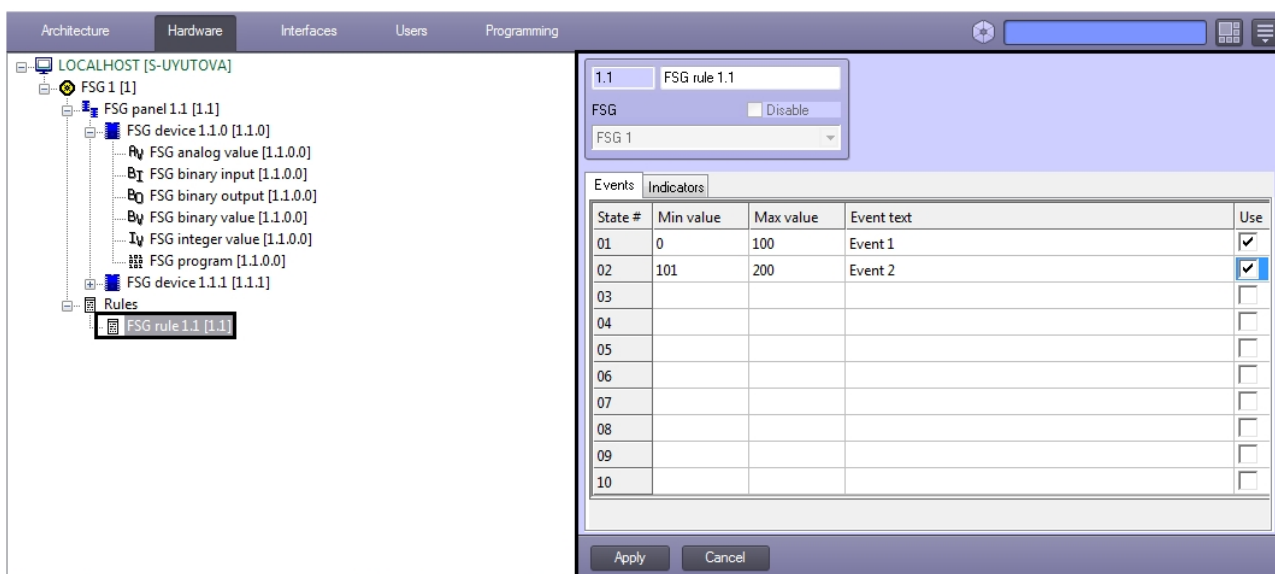 Architecture Hardware Interfaces Users Programming
LOCALHOST [S-UYUTOVA]
FSG 1 [1]
FSG panel 1.1 [1.1]
FSG device 1.1.0 [1.1.0]
AV FSG analog value [1.1.0.0]
BI FSG binary input [1.1.0.0]
BO FSG binary output [1.1.0.0]
BV FSG binary value [1.1.0.0]
IV FSG integer value [1.1.0.0]
FSG program [1.1.0.0]
FSG device 1.1.1 [1.1.1]
Rules
FSG rule 1.1 [1.1]
1.1 FSG rule 1.1
FSG Disable
FSG 1
Events Indicators
State # Min value Max value Event text Use
01 0 100 Event 1
02 101 200 Event 2
03
04
05
06
07
08
09
10
Apply Cancel